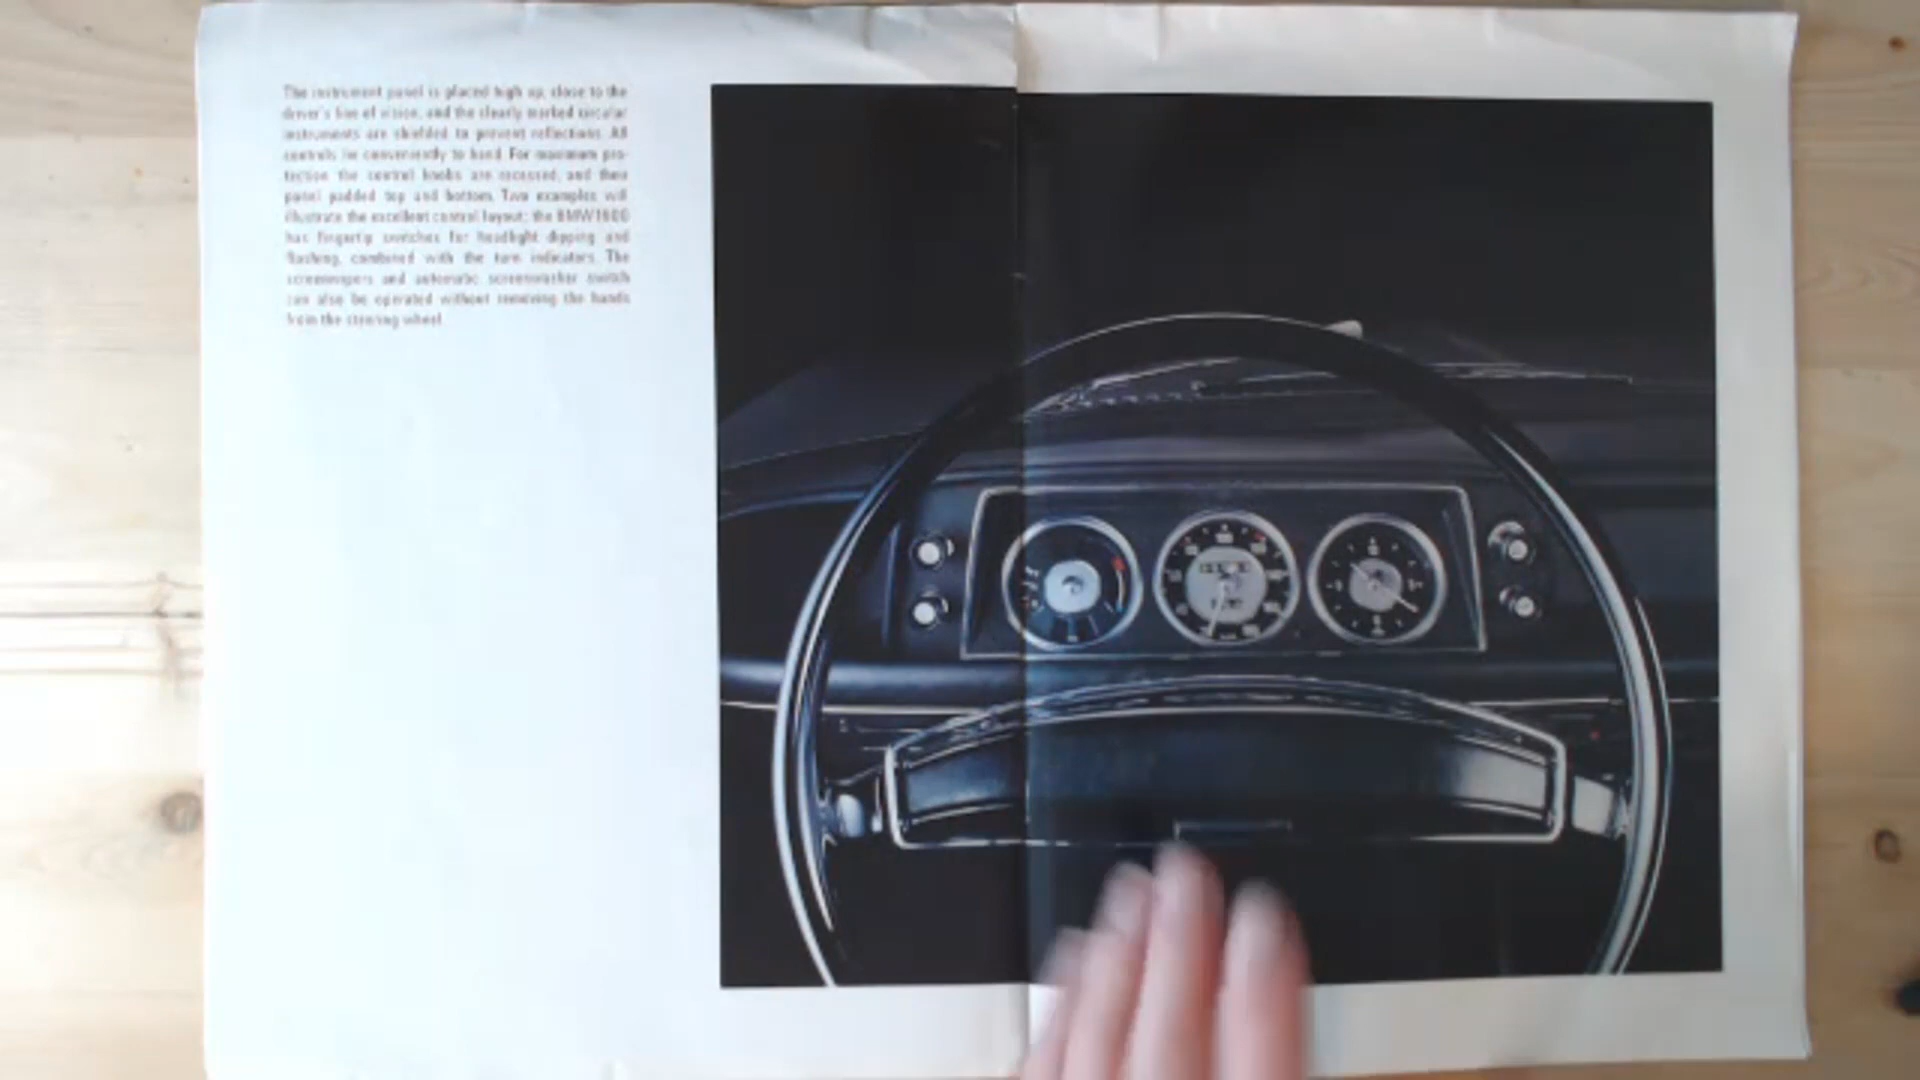 The instrument panel is placed high up, close to the
driver's line of vision, and the clearly marked circular
instruments are shielded to prevent reflections. All
controls lie conveniently to hand. For maximum pro-
tection the control knobs are recessed, and then
panel padded top and bottom. Two examples will
illustrate the excellent control layout: the BMW 1600
has fingertip switches for headlight dipping and
flashing, combined with the turn indicators. The
screenwipers and automatic screenwasher switch
can also be operated without removing the hands
from the steering wheel.